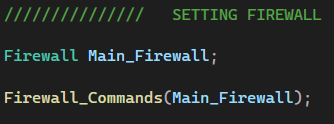 ///////////////   SETTING FIREWALL
Firewall Main_Firewall;
Firewall_Commands(Main_Firewall);